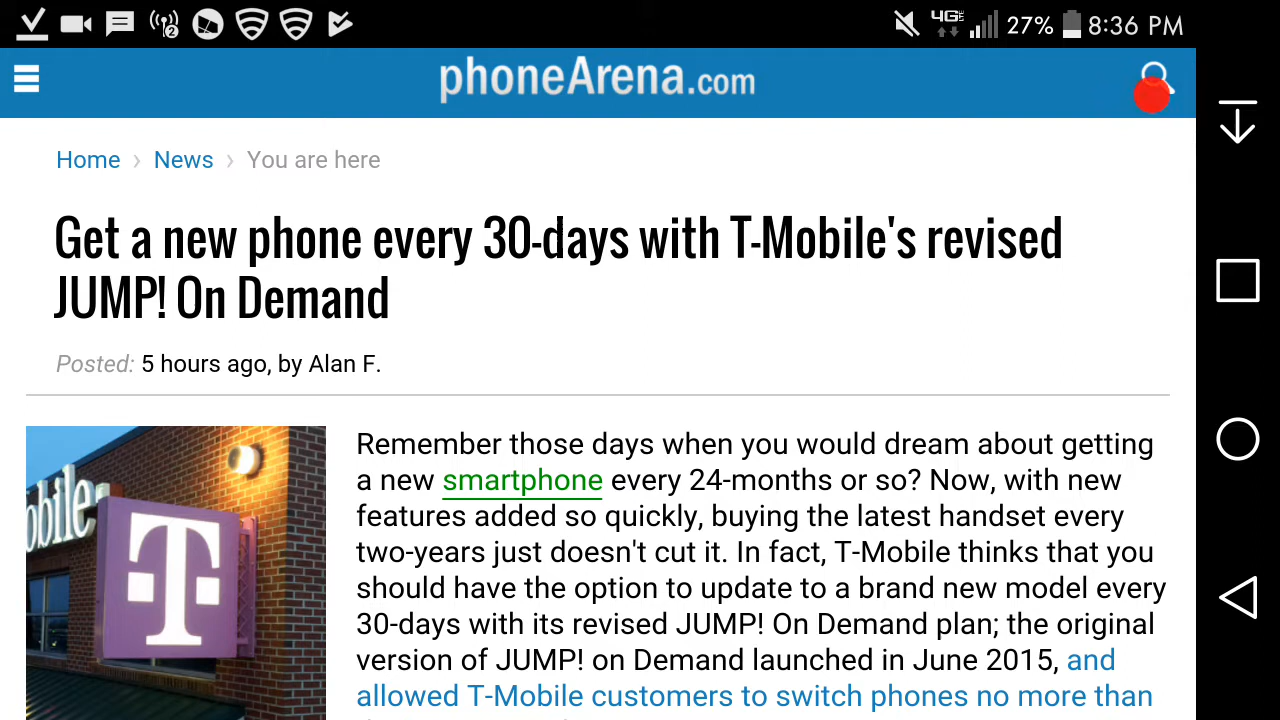 4G 27% 8:36 PM
phoneArena.com
Home › News › You are here
Get a new phone every 30-days with T-Mobile's revised
JUMP! On Demand
Posted: 5 hours ago, by Alan F.
Remember those days when you would dream about getting
a new smartphone every 24-months or so? Now, with new
features added so quickly, buying the latest handset every
two-years just doesn't cut it. In fact, T-Mobile thinks that you
should have the option to update to a brand new model every
30-days with its revised JUMP! On Demand plan; the original
version of JUMP! on Demand launched in June 2015, and
allowed T-Mobile customers to switch phones no more than
obile
T